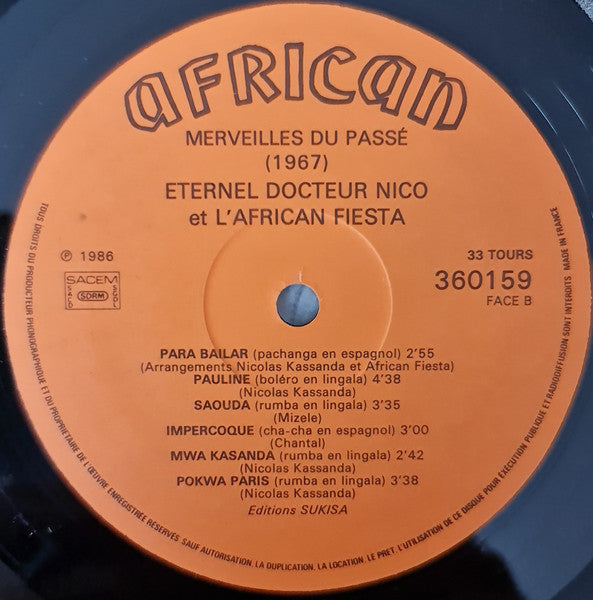 AFRICAN
MERVEILLES DU PASSÉ
(1967)
ETERNEL DOCTEUR NICO
et L'AFRICAN FIESTA
℗ 1986
SACEM
SACD
SDRM
SGDL
33 TOURS
360159
FACE B
PARA BAILAR (pachanga en espagnol) 2'55
(Arrangements Nicolas Kassanda et African Fiesta)
PAULINE (boléro en lingala) 4'38
(Nicolas Kassanda)
SAOUDA (rumba en lingala) 3'35
(Mizele)
IMPERCOQUE (cha-cha en espagnol) 3'00
(Chantal)
MWA KASANDA (rumba en lingala) 2'42
(Nicolas Kassanda)
POKWA PARIS (rumba en lingala) 3'38
(Nicolas Kassanda)
Editions SUKISA
TOUS DROITS DU PRODUCTEUR PHONOGRAPHIQUE ET DU PROPRIETAIRE DE L'ŒUVRE ENREGISTRÉE RÉSERVÉS. SAUF AUTORISATION, LA DUPLICATION, LA LOCATION, LE PRET, L'UTILISATION DE CE DISQUE POUR EXÉCUTION PUBLIQUE ET RADIODIFFUSION SONT INTERDITS MADE IN FRANCE